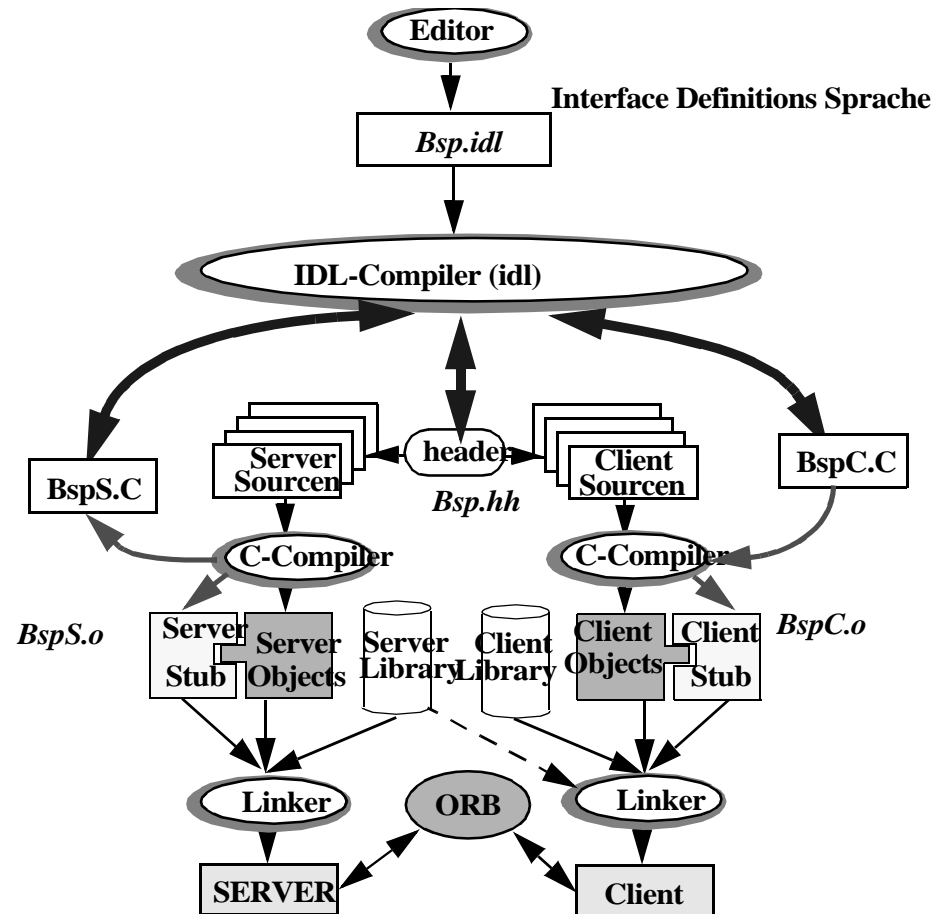 Editor
Interface Definitions Sprache
Bsp.idl
IDL-Compiler (idl)
BspS.C
Server
Sourcen
header
Bsp.hh
Client
Sourcen
BspC.C
C-Compiler
C-Compiler
BspS.o
Server
Stub
Server
Objects
Server
Library
Client
Library
Client
Objects
Client
Stub
BspC.o
Linker
ORB
Linker
SERVER
Client